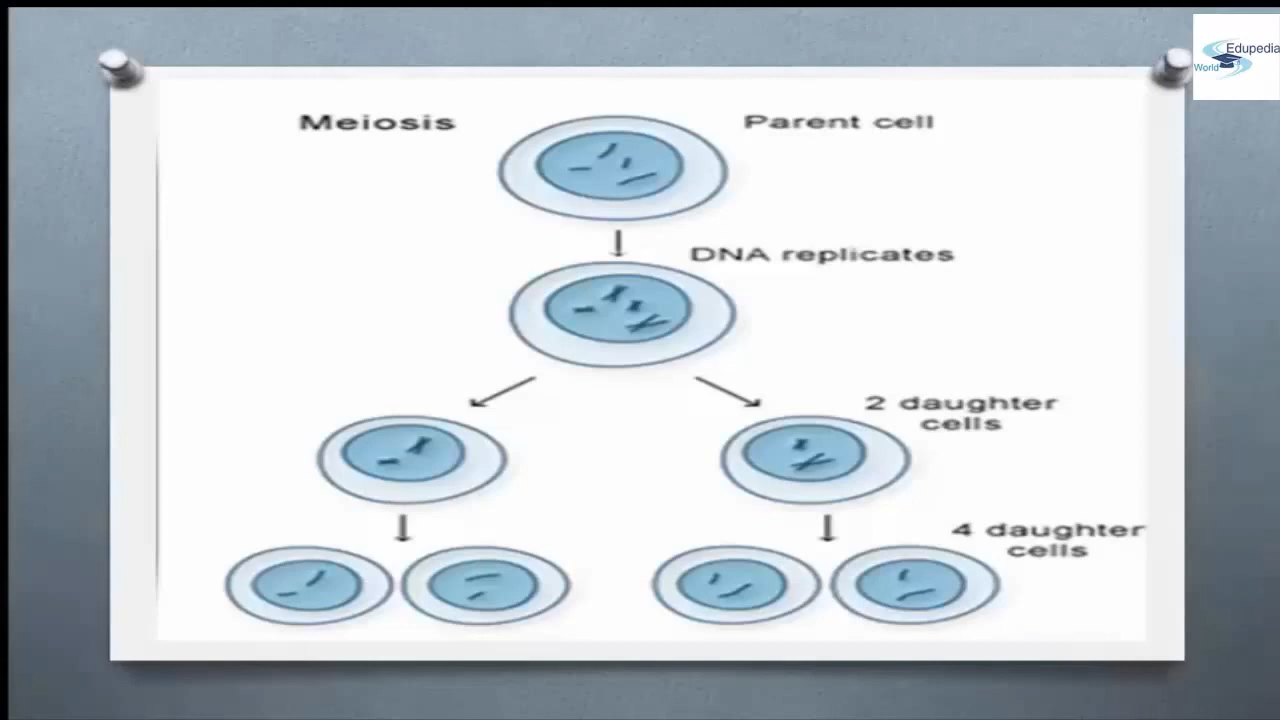 Edupedia
World
Meiosis
Parent cell
DNA replicates
2 daughter
cells
4 daughter
cells